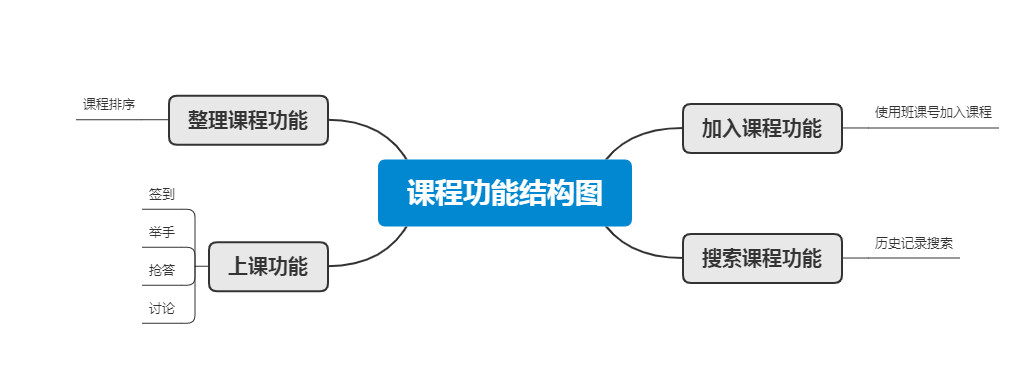 课程功能结构图
加入课程功能
使用班课号加入课程
搜索课程功能
历史记录搜索
整理课程功能
课程排序
上课功能
签到
举手
抢答
讨论